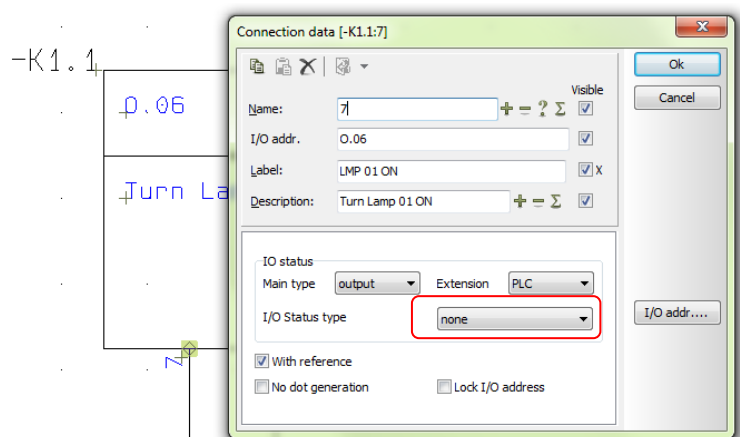 Connection data [-K1.1:7]
-K1.1
O.06
Turn La
7
Ok
Cancel
Visible
Name: 7
I/O addr. O.06
Label: LMP 01 ON X
Description: Turn Lamp 01 ON
IO status
Main type output Extension PLC
I/O Status type none
I/O addr....
With reference
No dot generation Lock I/O address